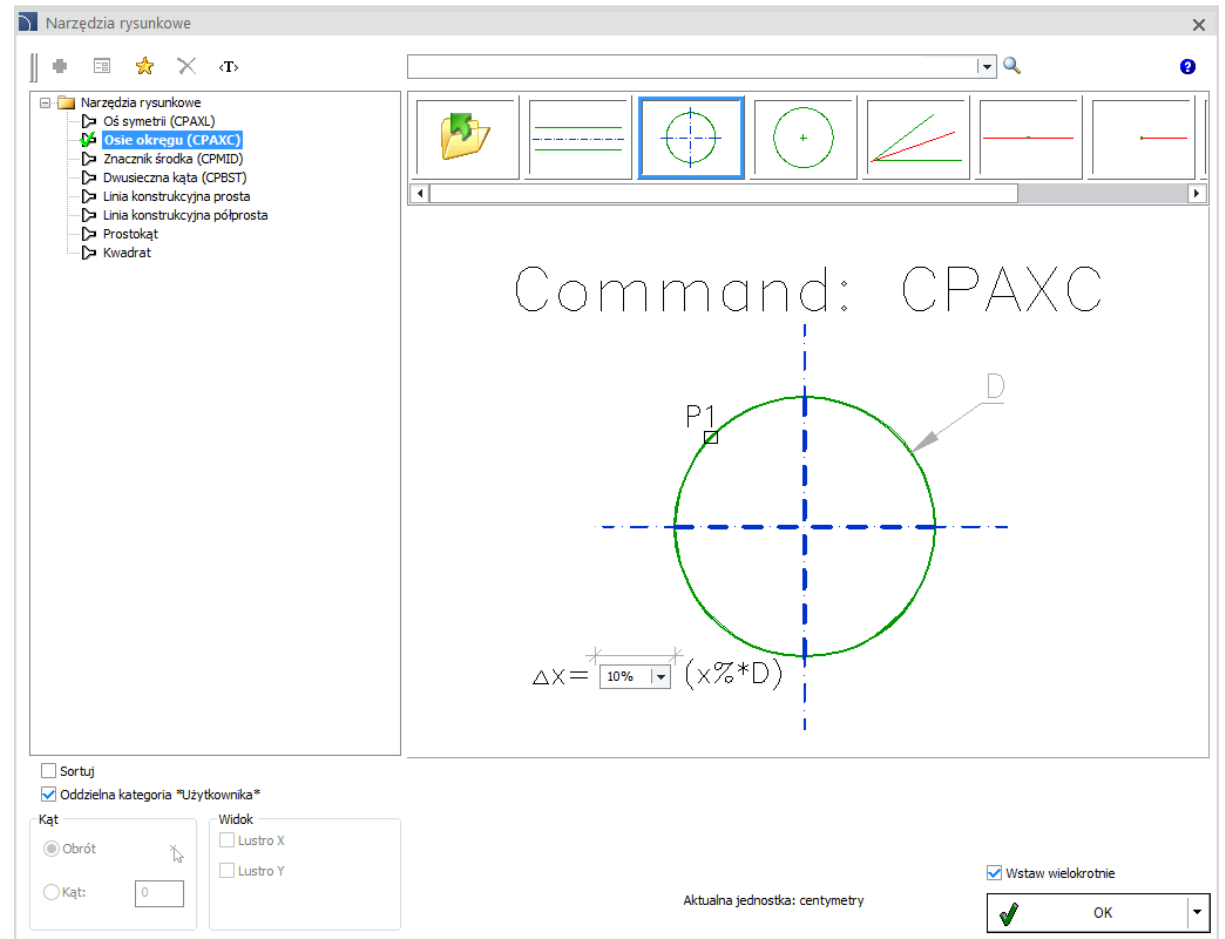 Narzędzia rysunkowe
<T>
Narzędzia rysunkowe
Oś symetrii (CPAXL)
Osie okręgu (CPAXC)
Znacznik środka (CPMID)
Dwusieczna kąta (CPBST)
Linia konstrukcyjna prosta
Linia konstrukcyjna półprosta
Prostokąt
Kwadrat
Command: CPAXC
D
P1
△x= 10% (x%*D)
Sortuj
Oddzielna kategoria *Użytkownika*
Kąt
Obrót
Kąt: 0
Widok
Lustro X
Lustro Y
Aktualna jednostka: centymetry
Wstaw wielokrotnie
OK